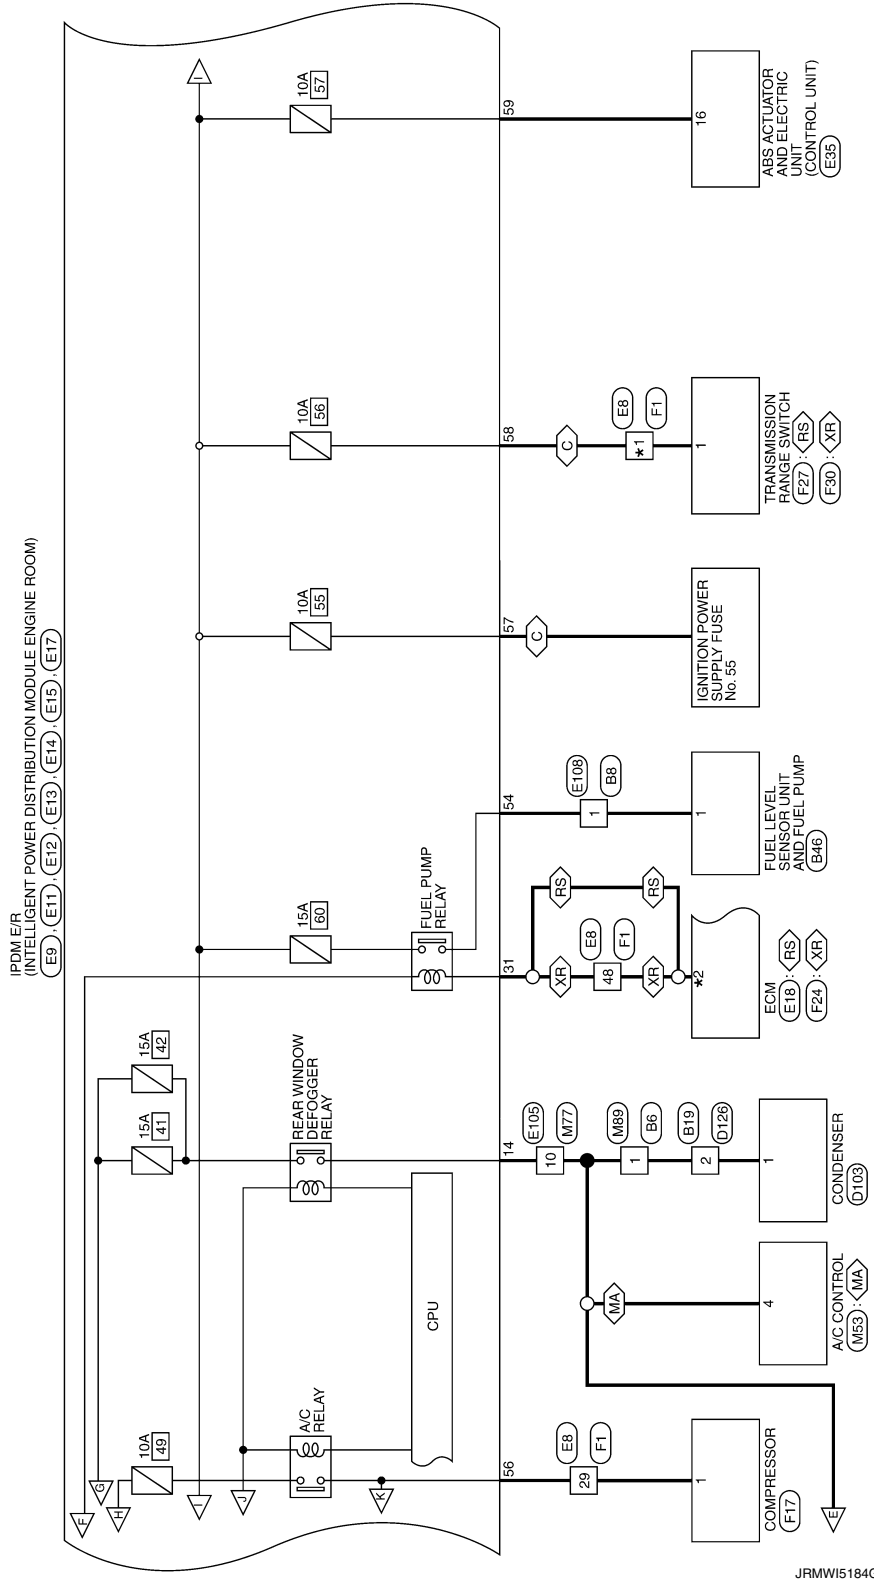 IPDM E/R
(INTELLIGENT POWER DISTRIBUTION MODULE ENGINE ROOM)
E9 , E11 , E12 , E13 , E14 , E15 , E17
F
G
H
I
J
K
10A
49
15A
41
15A
42
15A
60
10A
55
10A
56
10A
57
I
A/C
RELAY
REAR WINDOW
DEFOGGER
RELAY
FUEL PUMP
RELAY
CPU
56
14
31
54
57
58
59
E8
29
F1
1
COMPRESSOR
F17
E
MA
4
A/C CONTROL
M53 : MA
E105
10
M77
M89
1
B6
B19
2
D126
1
CONDENSER
D103
RS
RS
XR
E8
48
F1
XR
*2
ECM
E18 : RS
F24 : XR
E108
1
B8
1
FUEL LEVEL
SENSOR UNIT
AND FUEL PUMP
B46
C
IGNITION POWER
SUPPLY FUSE
No. 55
C
E8
*1
F1
1
TRANSMISSION
RANGE SWITCH
F27 : RS
F30 : XR
16
ABS ACTUATOR
AND ELECTRIC
UNIT
(CONTROL UNIT)
E35